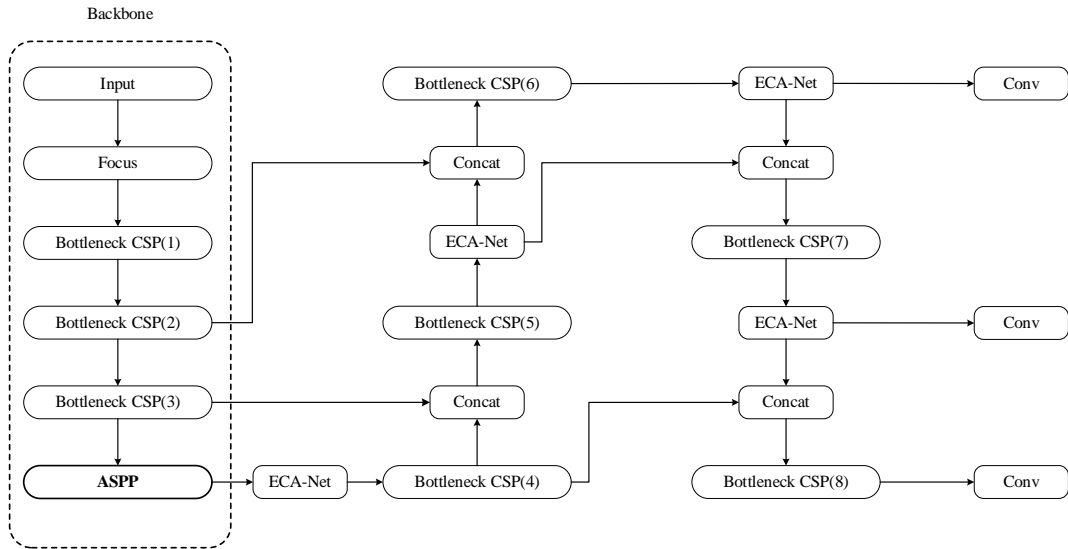 Backbone
Input
Bottleneck CSP(6)
ECA-Net
Conv
Focus
Concat
Concat
Bottleneck CSP(1)
ECA-Net
Bottleneck CSP(7)
Bottleneck CSP(2)
Bottleneck CSP(5)
ECA-Net
Conv
Bottleneck CSP(3)
Concat
Concat
ASPP
ECA-Net
Bottleneck CSP(4)
Bottleneck CSP(8)
Conv